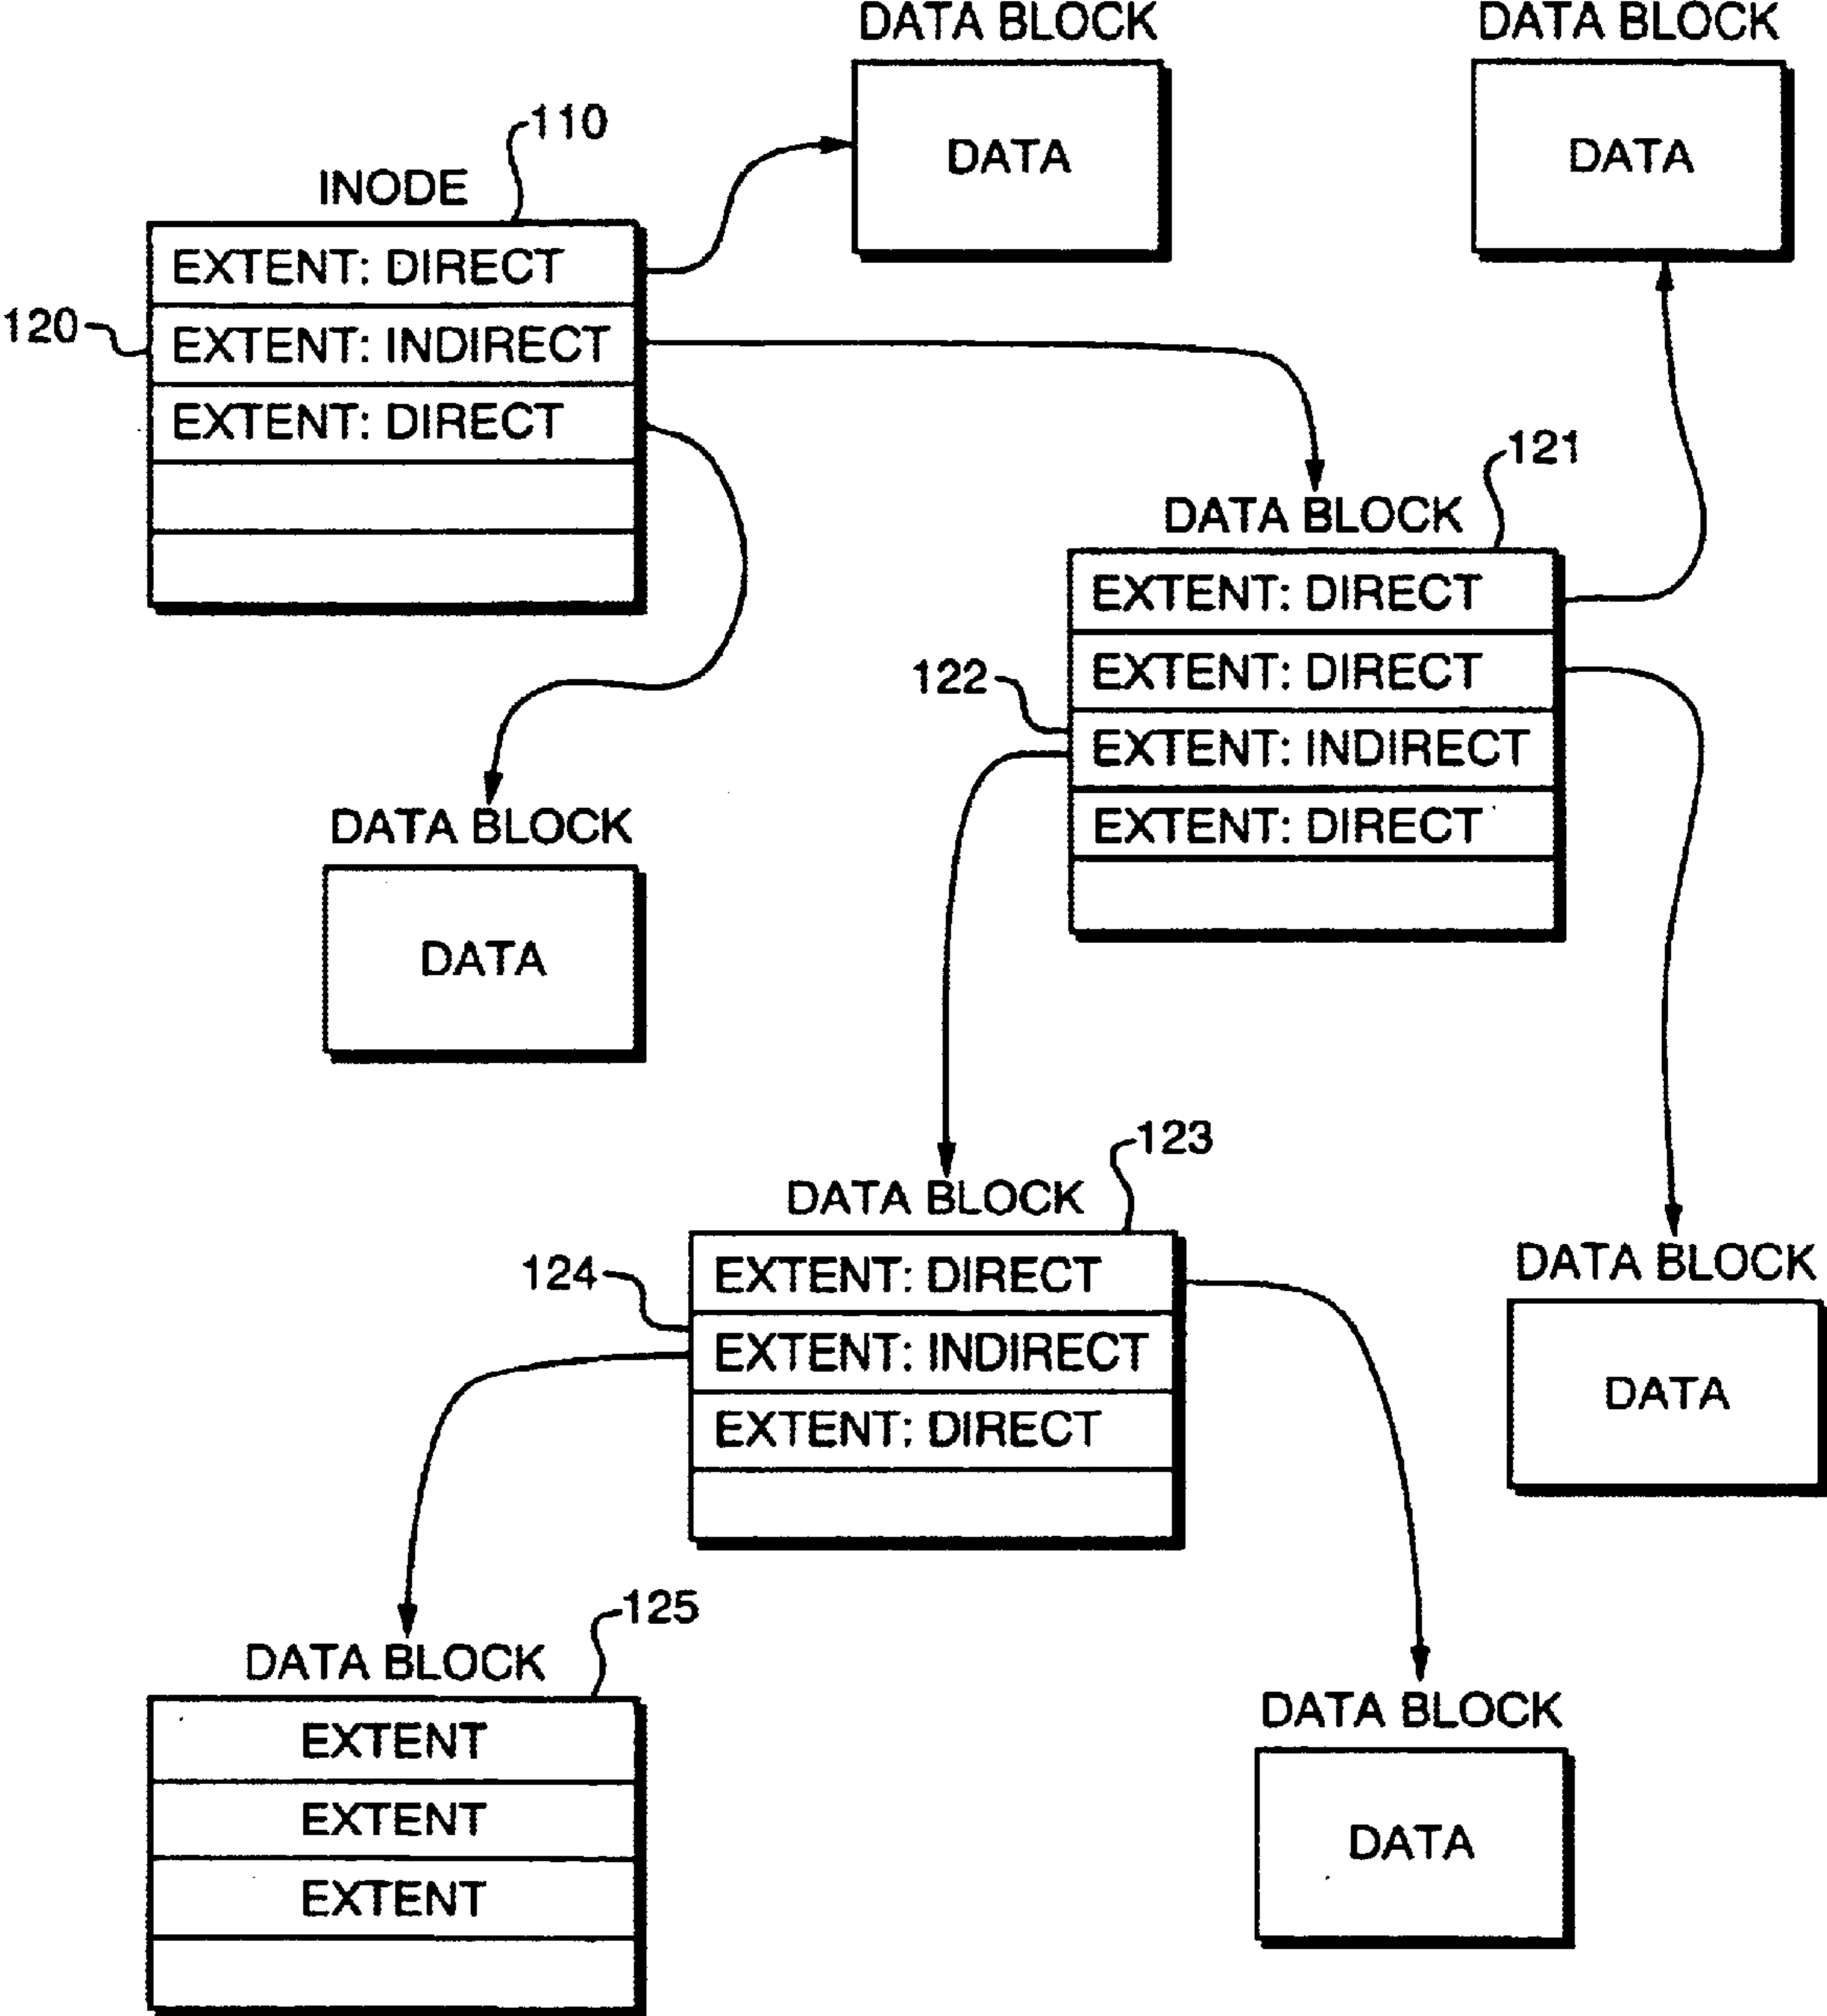 DATA BLOCK
DATA
DATA BLOCK
DATA
110
INODE
EXTENT: DIRECT
120
EXTENT: INDIRECT
EXTENT: DIRECT
121
DATA BLOCK
EXTENT: DIRECT
EXTENT: DIRECT
122
EXTENT: INDIRECT
EXTENT: DIRECT
DATA BLOCK
DATA
123
DATA BLOCK
EXTENT: DIRECT
124
EXTENT: INDIRECT
EXTENT: DIRECT
DATA BLOCK
DATA
125
DATA BLOCK
EXTENT
EXTENT
EXTENT
DATA BLOCK
DATA